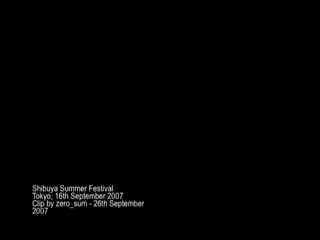 Shibuya Summer Festival
Tokyo, 16th September 2007
Clip by zero_sum - 26th September
2007